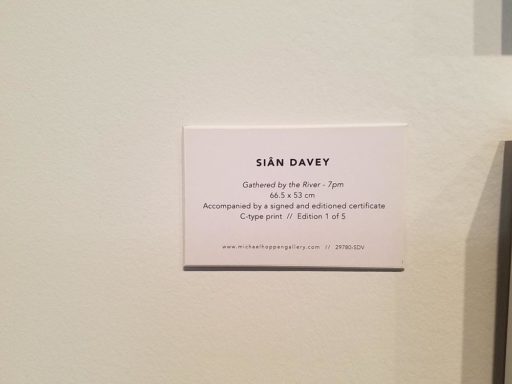 SIÂN DAVEY
Gathered by the River - 7pm
66.5 x 53 cm
Accompanied by a signed and editioned certificate
C-type print // Edition 1 of 5
www.michaelhoppengallery.com // 29780-SDV